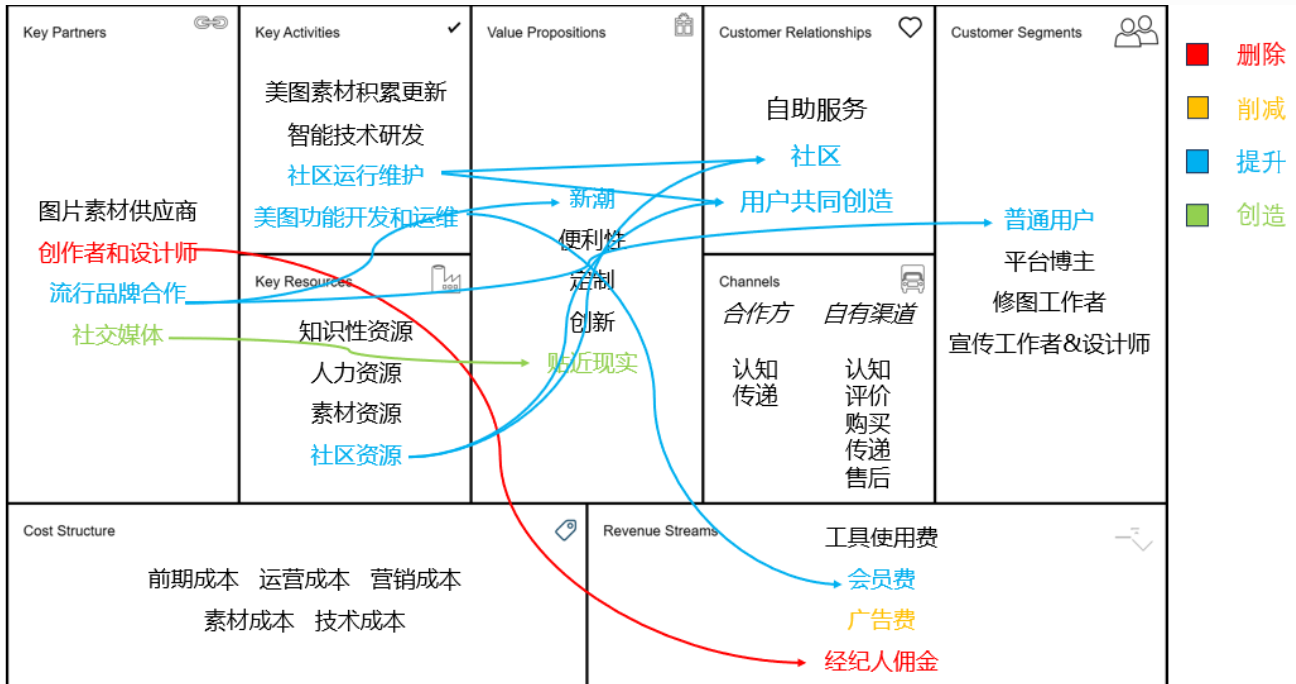 Key Partners
图片素材供应商
创作者和设计师
流行品牌合作
社交媒体
Key Activities
美图素材积累更新
智能技术研发
社区运行维护
美图功能开发和运维
Key Resources
知识性资源
人力资源
素材资源
社区资源
Value Propositions
新潮
便利性
定制
创新
贴近现实
Customer Relationships
自助服务
社区
用户共同创造
Channels
合作方 自有渠道
认知 认知
传递 评价
购买
传递
售后
Customer Segments
普通用户
平台博主
修图工作者
宣传工作者&设计师
Cost Structure
前期成本 运营成本 营销成本
素材成本 技术成本
Revenue Streams
工具使用费
会员费
广告费
经纪人佣金
删除
削减
提升
创造